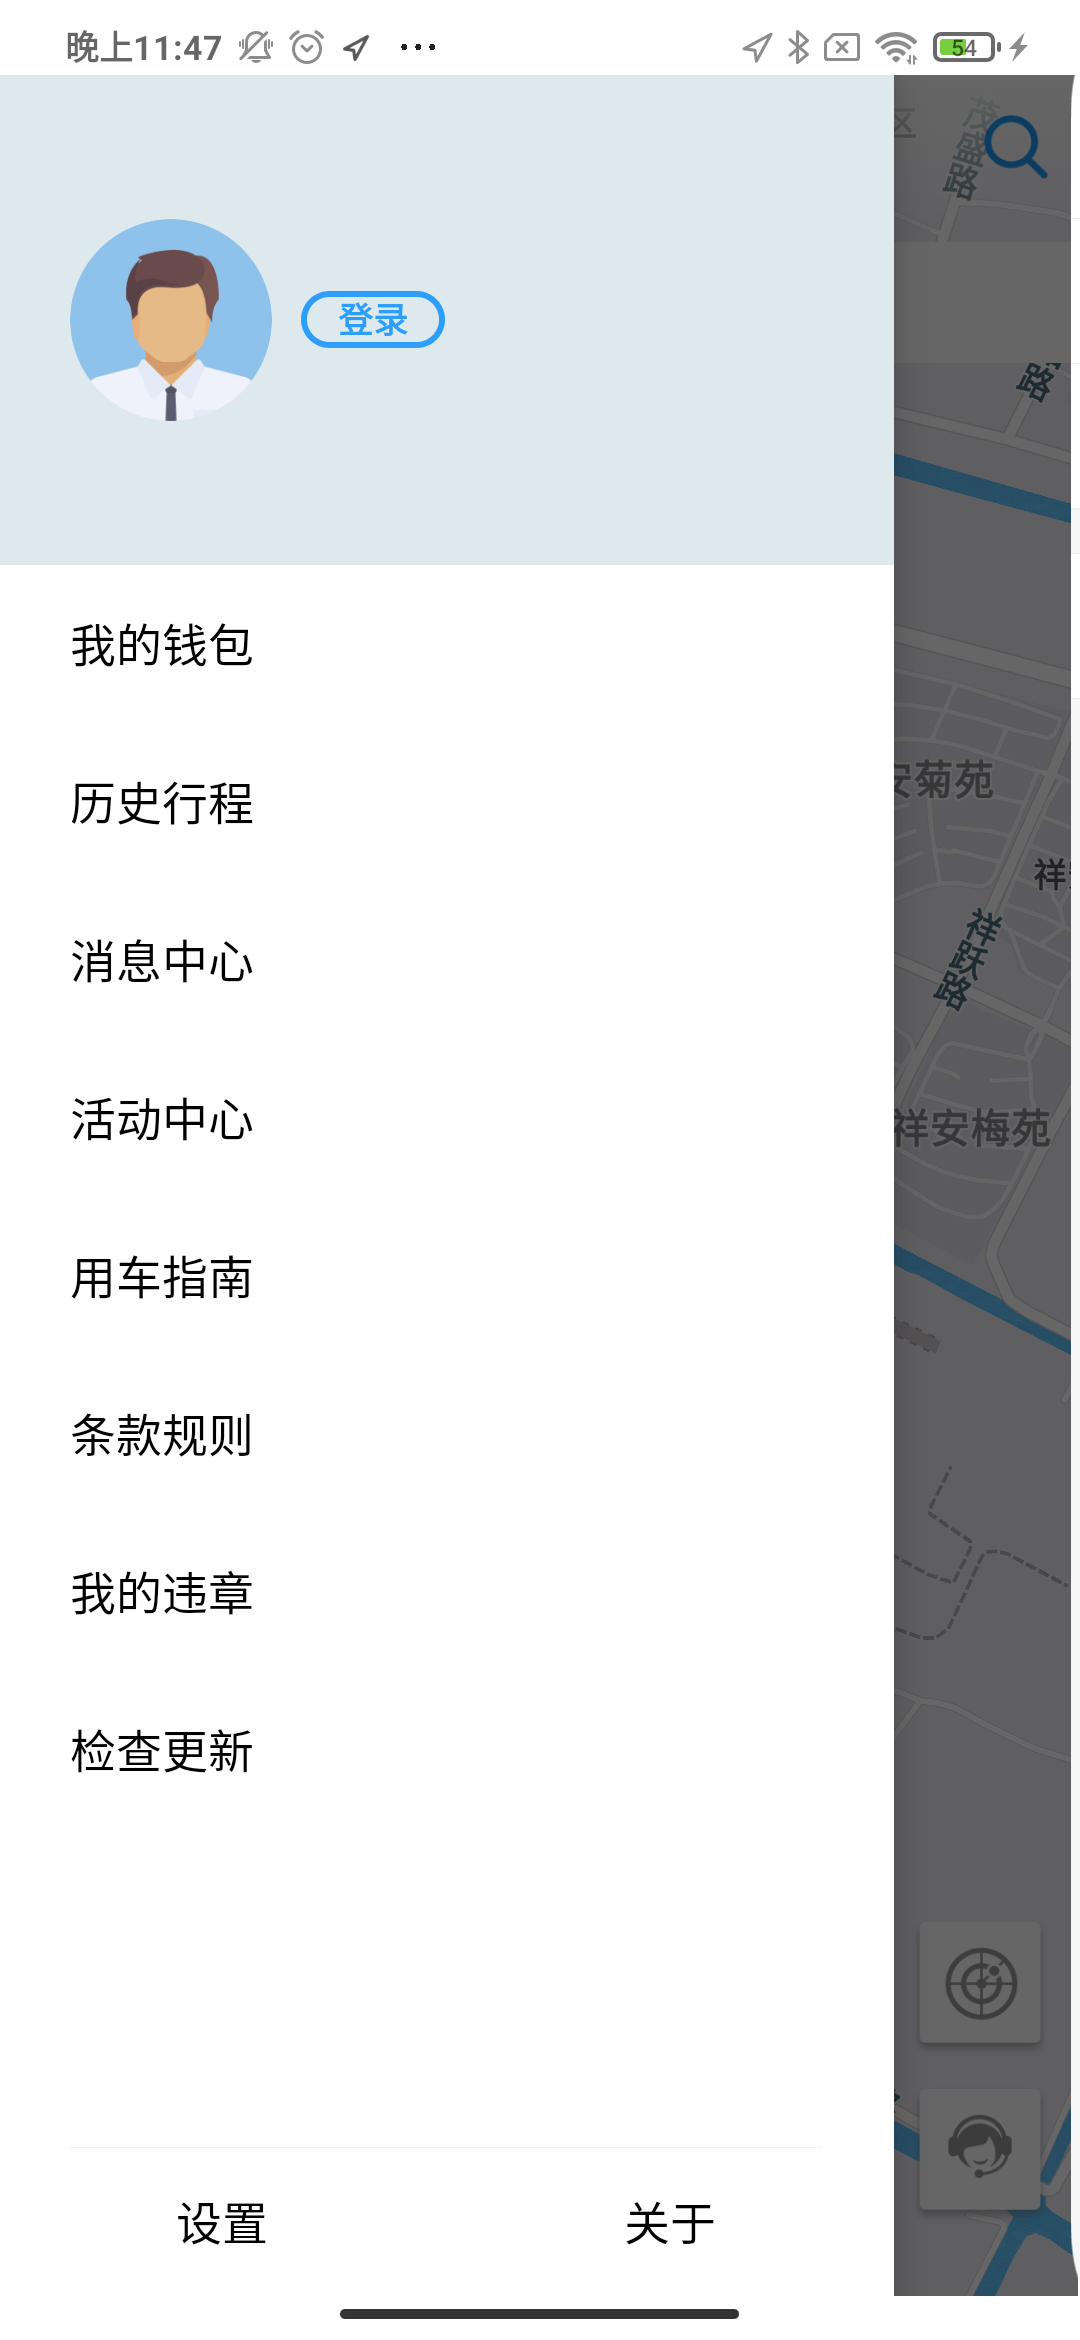 晚上11:47
54
登录
我的钱包
历史行程
消息中心
活动中心
用车指南
条款规则
我的违章
检查更新
设置
关于
区
茂盛路
路
安菊苑
祥
祥跃路
祥安梅苑